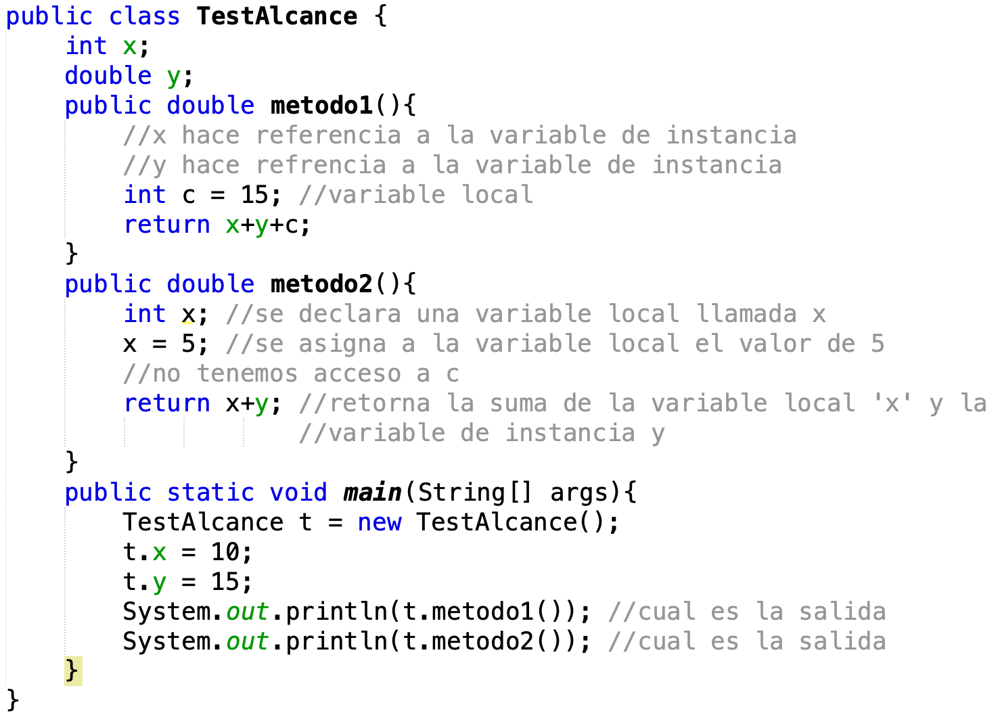 public class TestAlcance {
    int x;
    double y;
    public double metodo1(){
        //x hace referencia a la variable de instancia
        //y hace refrencia a la variable de instancia
        int c = 15; //variable local
        return x+y+c;
    }
    public double metodo2(){
        int x; //se declara una variable local llamada x
        x = 5; //se asigna a la variable local el valor de 5
        //no tenemos acceso a c
        return x+y; //retorna la suma de la variable local 'x' y la
                    //variable de instancia y
    }
    public static void main(String[] args){
        TestAlcance t = new TestAlcance();
        t.x = 10;
        t.y = 15;
        System.out.println(t.metodo1()); //cual es la salida
        System.out.println(t.metodo2()); //cual es la salida
    }
}